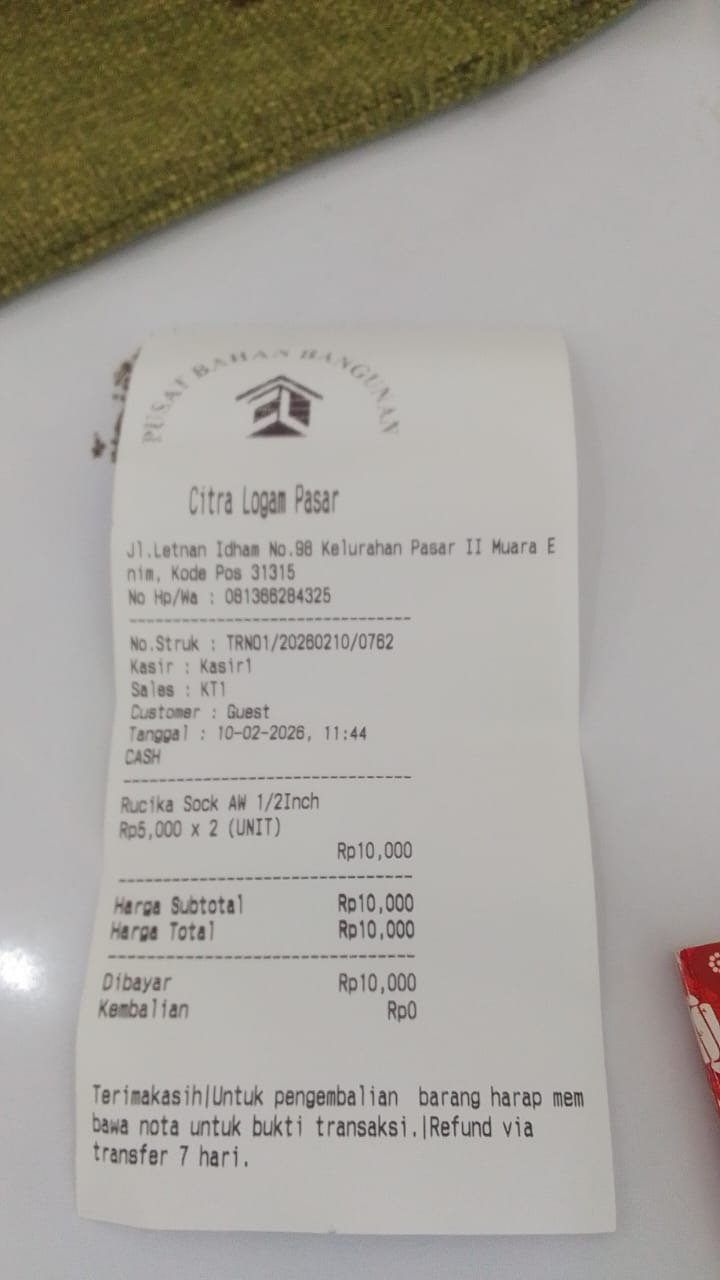 PUSAT BAHAN BANGUNAN
Citra Logam Pasar
Jl.Letnan Idham No.98 Kelurahan Pasar II Muara E
nim, Kode Pos 31315
No Hp/Wa : 081366284325
No.Struk : TRN01/20260210/0762
Kasir : Kasir1
Sales : KT1
Customer : Guest
Tanggal : 10-02-2026, 11:44
CASH
Rucika Sock AW 1/2Inch
Rp5,000 x 2 (UNIT)
Rp10,000
Harga Subtotal Rp10,000
Harga Total Rp10,000
Dibayar Rp10,000
Kembalian Rp0
Terimakasih|Untuk pengembalian barang harap mem
bawa nota untuk bukti transaksi.|Refund via
transfer 7 hari.